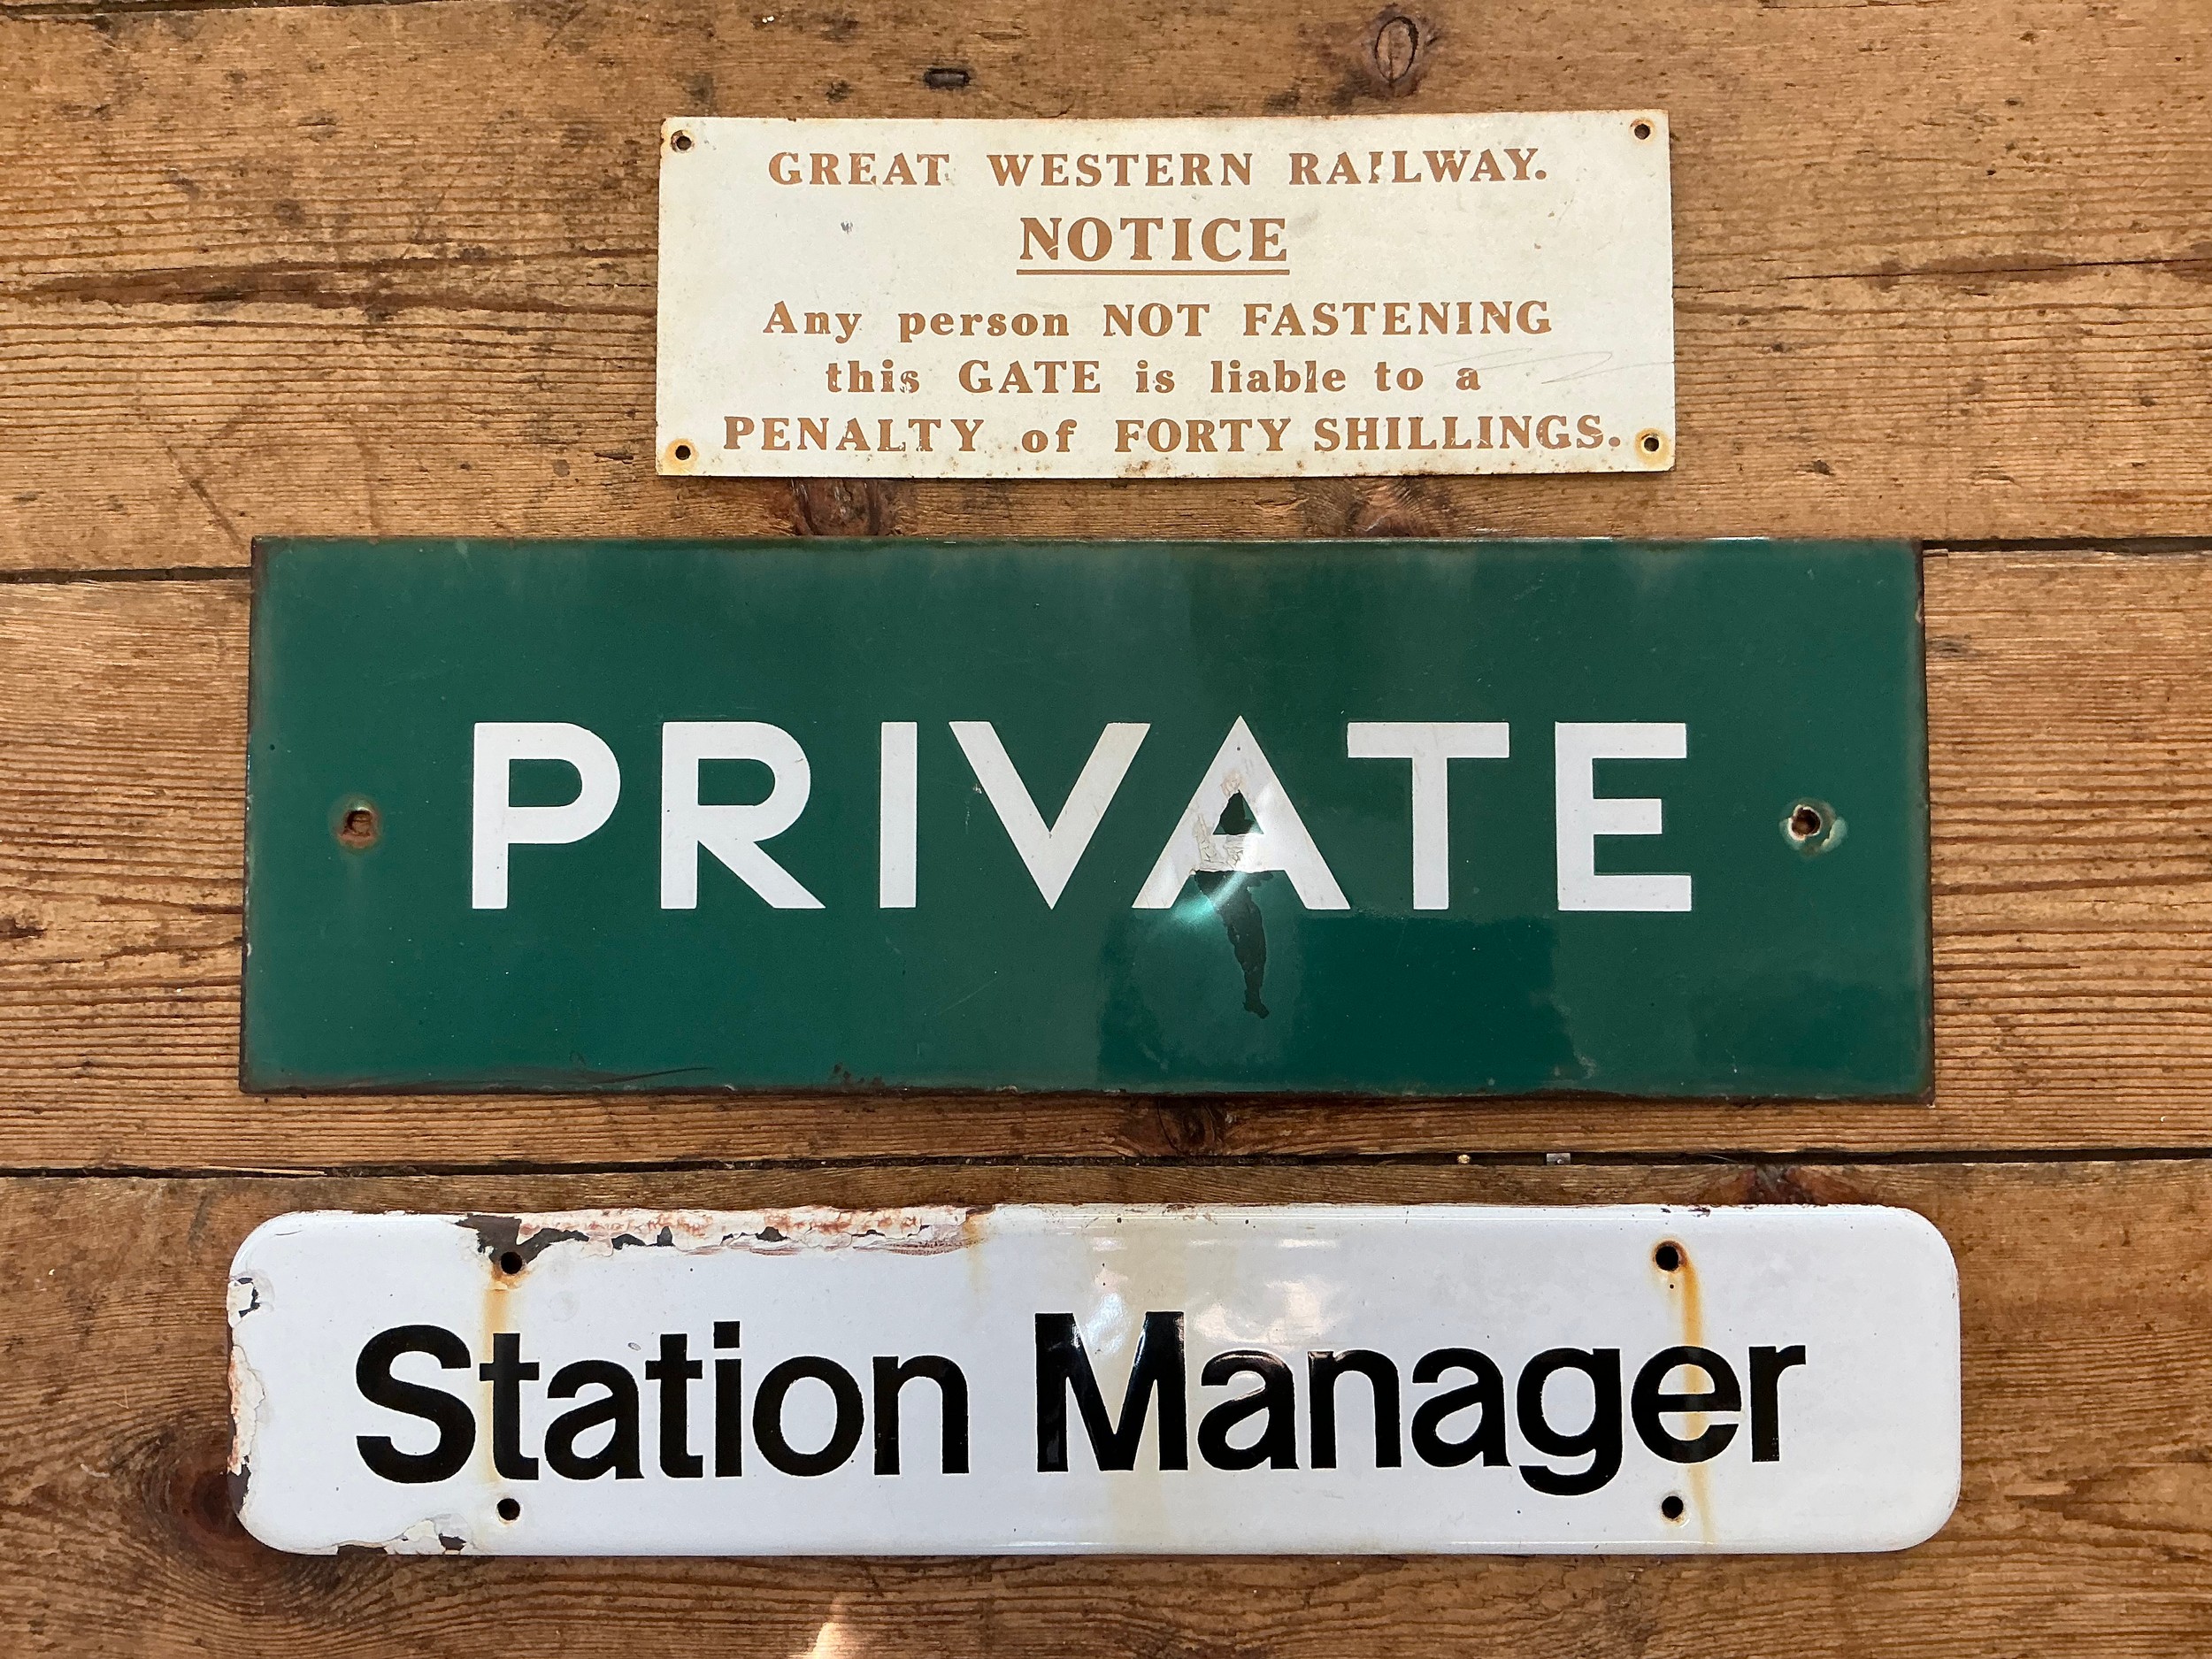 GREAT WESTERN RAILWAY.
NOTICE
Any person NOT FASTENING
this GATE is liable to a
PENALTY of FORTY SHILLINGS.
PRIVATE
Station Manager